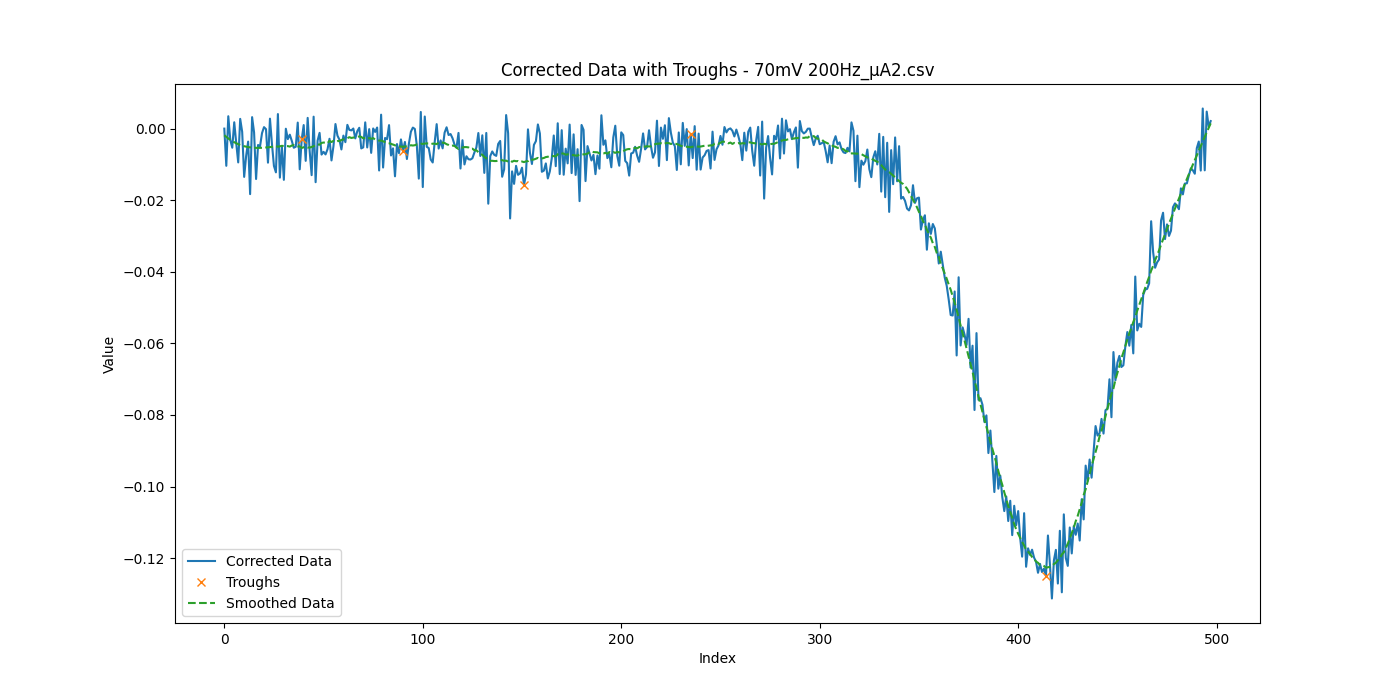 Corrected Data with Troughs - 70mV 200Hz_µA2.csv
0.00
−0.02
−0.04
−0.06
−0.08
−0.10
−0.12
Value
Corrected Data
Troughs
Smoothed Data
0 100 200 300 400 500
Index